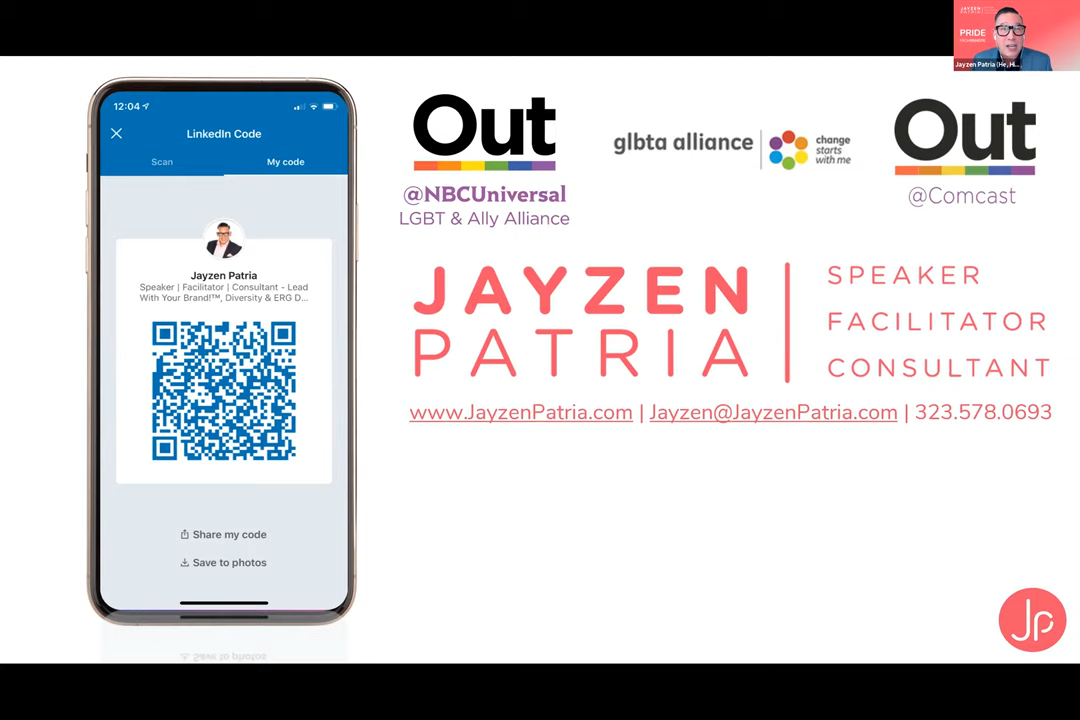 JAYZEN
PATRIA
PRIDE
Jayzen Patria (He, Hi...
12:04
LinkedIn Code
Scan
My code
Jayzen Patria
Speaker | Facilitator | Consultant - Lead
With Your Brand!™, Diversity & ERG D...
Share my code
Save to photos
Out
@NBCUniversal
LGBT & Ally Alliance
glbta alliance
change
starts
with me
Out
@Comcast
JAYZEN
PATRIA
SPEAKER
FACILITATOR
CONSULTANT
www.JayzenPatria.com | Jayzen@JayzenPatria.com | 323.578.0693
Jp